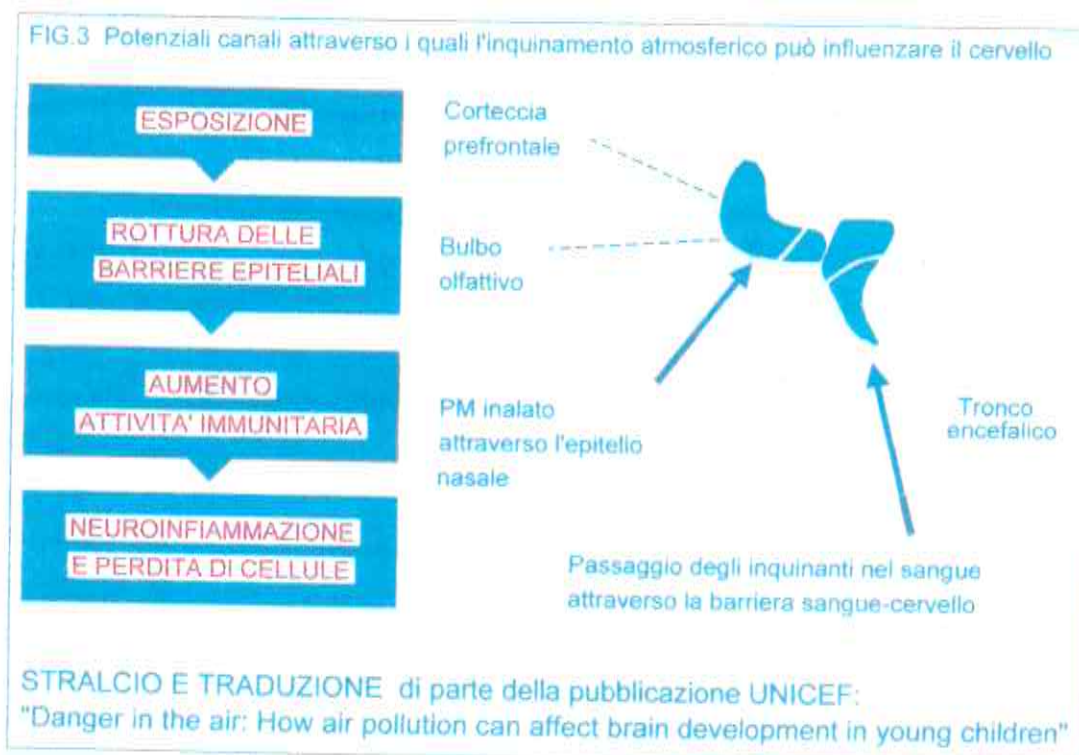 FIG.3 Potenziali canali attraverso i quali l'inquinamento atmosferico può influenzare il cervello
ESPOSIZIONE
ROTTURA DELLE
BARRIERE EPITELIALI
AUMENTO
ATTIVITA' IMMUNITARIA
NEUROINFIAMMAZIONE
E PERDITA DI CELLULE
Corteccia
prefrontale
Bulbo
olfattivo
PM inalato
attraverso l'epitelio
nasale
Tronco
encefalico
Passaggio degli inquinanti nel sangue
attraverso la barriera sangue-cervello
STRALCIO E TRADUZIONE di parte della pubblicazione UNICEF:
"Danger in the air: How air pollution can affect brain development in young children"